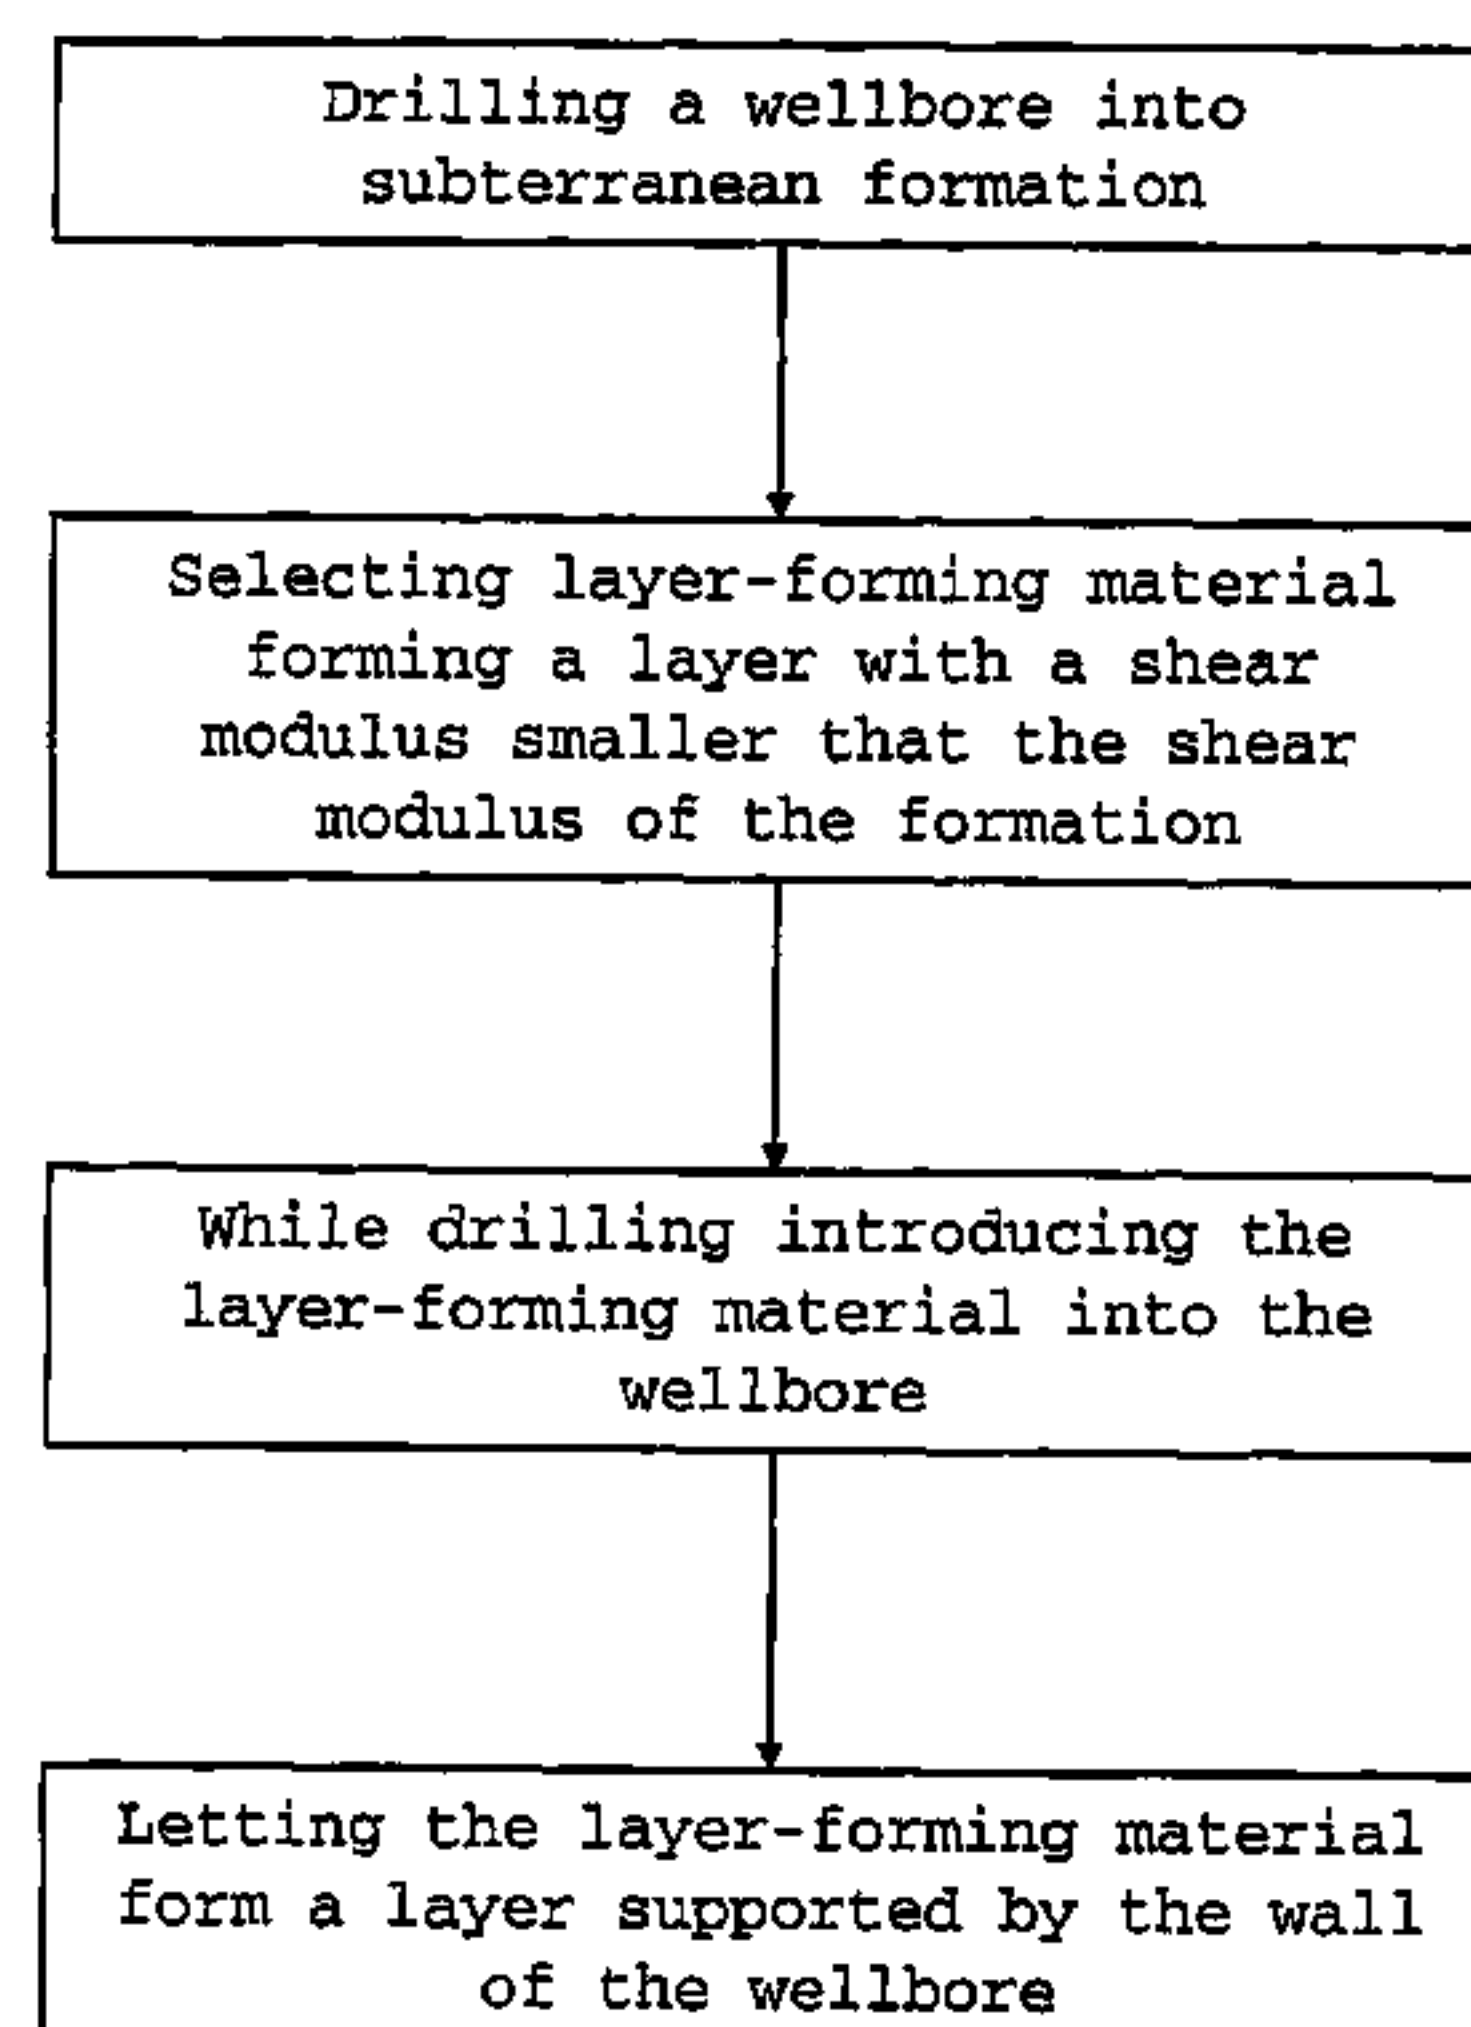 Drilling a wellbore into
subterranean formation
Selecting layer-forming material
forming a layer with a shear
modulus smaller that the shear
modulus of the formation
While drilling introducing the
layer-forming material into the
wellbore
Letting the layer-forming material
form a layer supported by the wall
of the wellbore